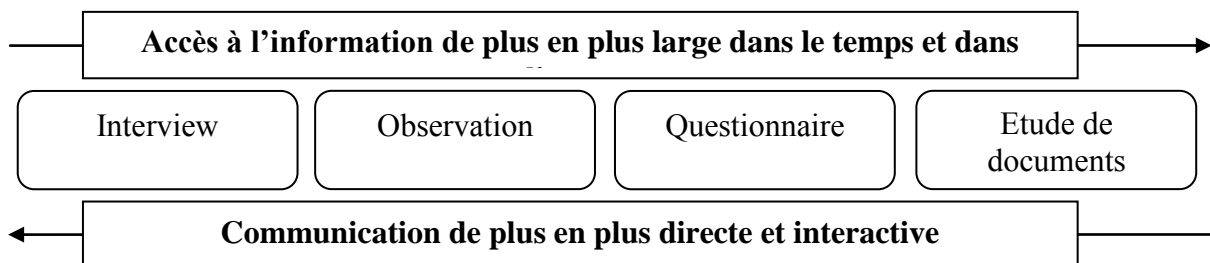 Accès à l’information de plus en plus large dans le temps et dans
Interview
Observation
Questionnaire
Etude de
documents
Communication de plus en plus directe et interactive